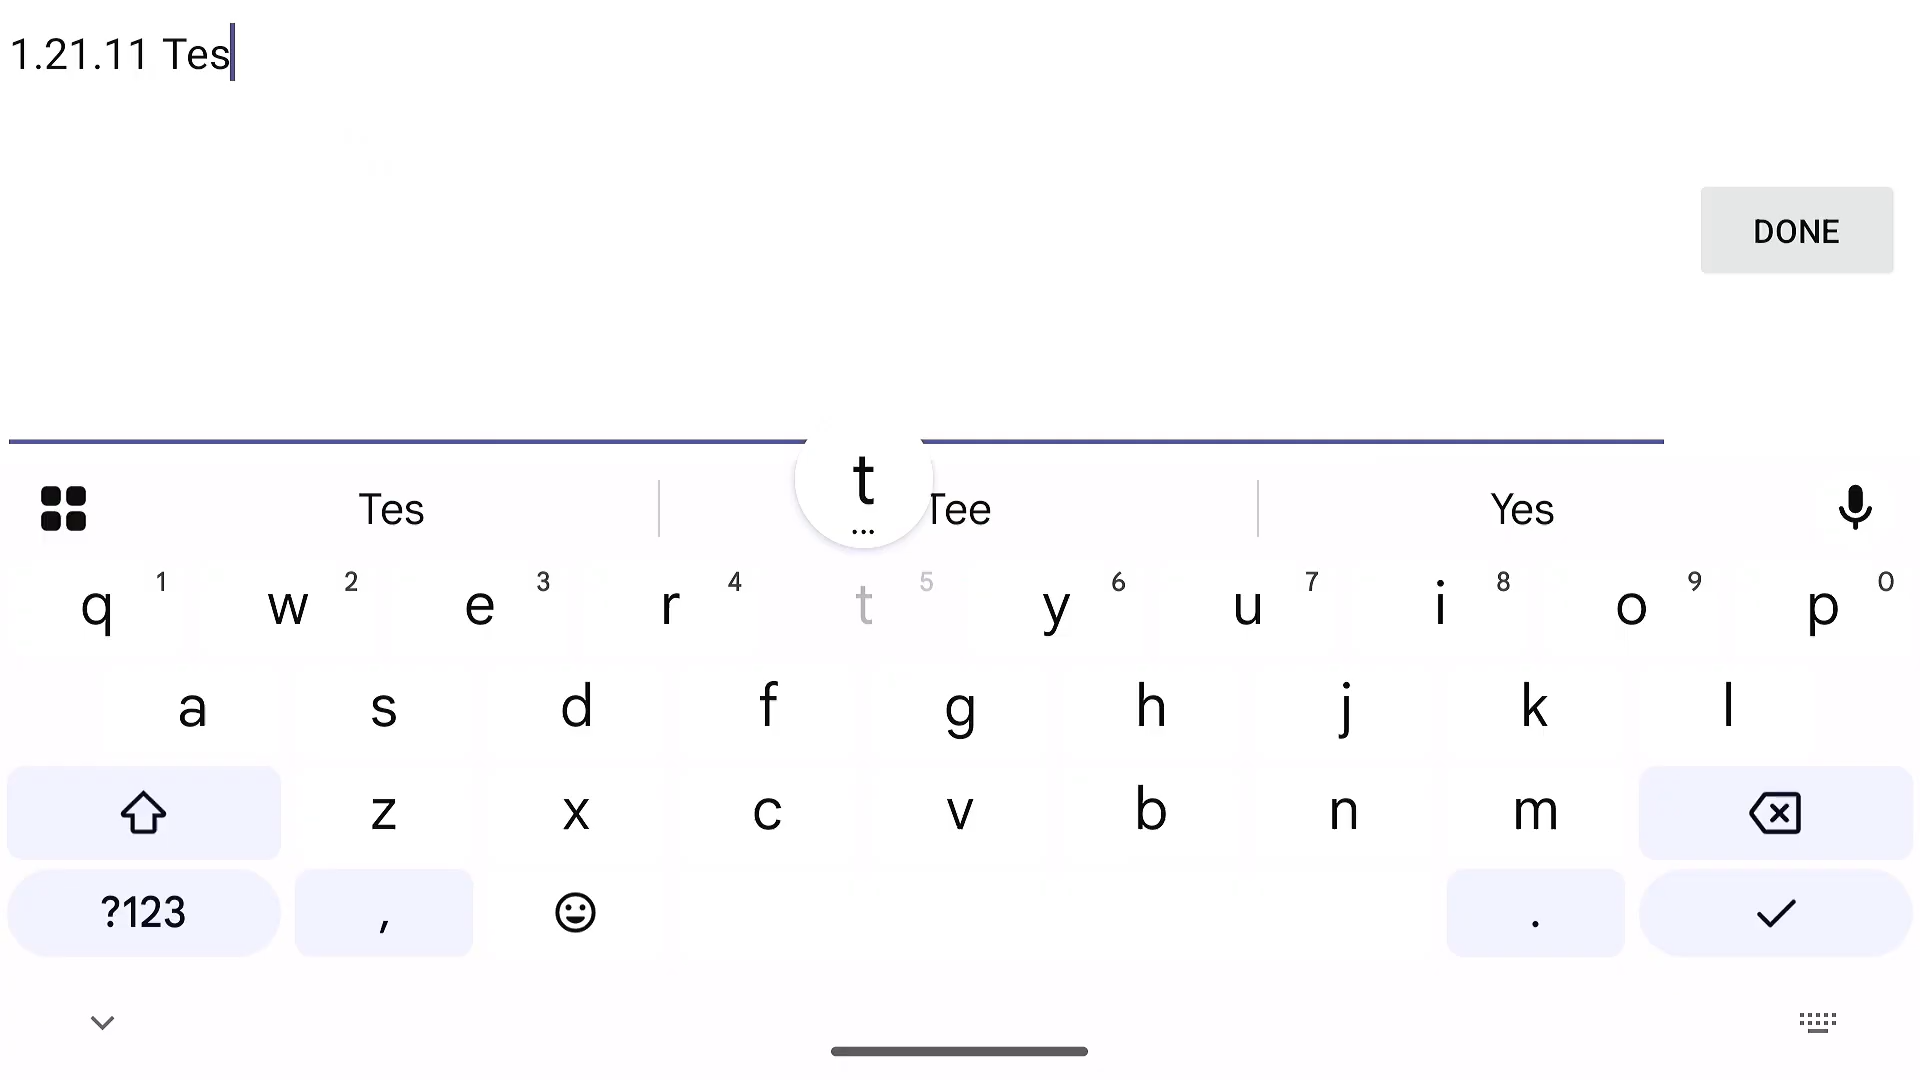 1.21.11 Tes
DONE
Tes Tee Yes
t
...
q 1 w 2 e 3 r 4 t 5 y 6 u 7 i 8 o 9 p 0
a s d f g h j k l
z x c v b n m
?123 , .